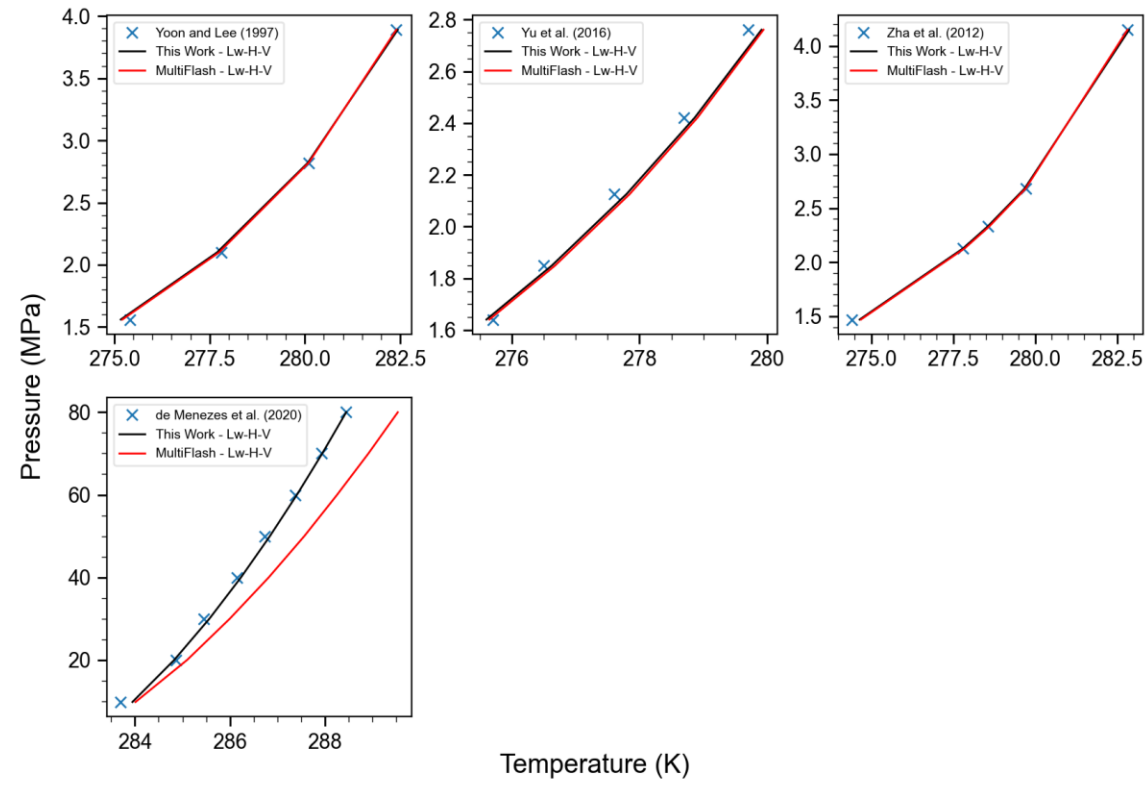 4.0
3.5
3.0
2.5
2.0
1.5
275.0 277.5 280.0 282.5
Yoon and Lee (1997)
This Work - Lw-H-V
MultiFlash - Lw-H-V
2.8
2.6
2.4
2.2
2.0
1.8
1.6
276 278 280
Yu et al. (2016)
This Work - Lw-H-V
MultiFlash - Lw-H-V
4.0
3.5
3.0
2.5
2.0
1.5
275.0 277.5 280.0 282.5
Zha et al. (2012)
This Work - Lw-H-V
MultiFlash - Lw-H-V
80
60
40
20
284 286 288
de Menezes et al. (2020)
This Work - Lw-H-V
MultiFlash - Lw-H-V
Pressure (MPa)
Temperature (K)